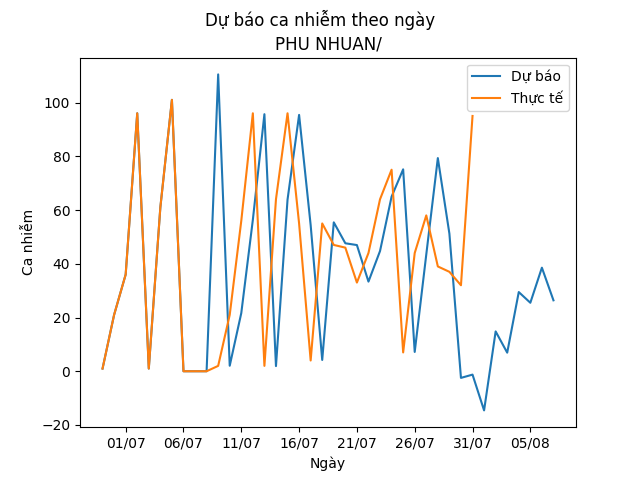 Dự báo ca nhiễm theo ngày
PHU NHUAN/
Dự báo
Thực tế
Ca nhiễm
100
80
60
40
20
0
−20
01/07 06/07 11/07 16/07 21/07 26/07 31/07 05/08
Ngày